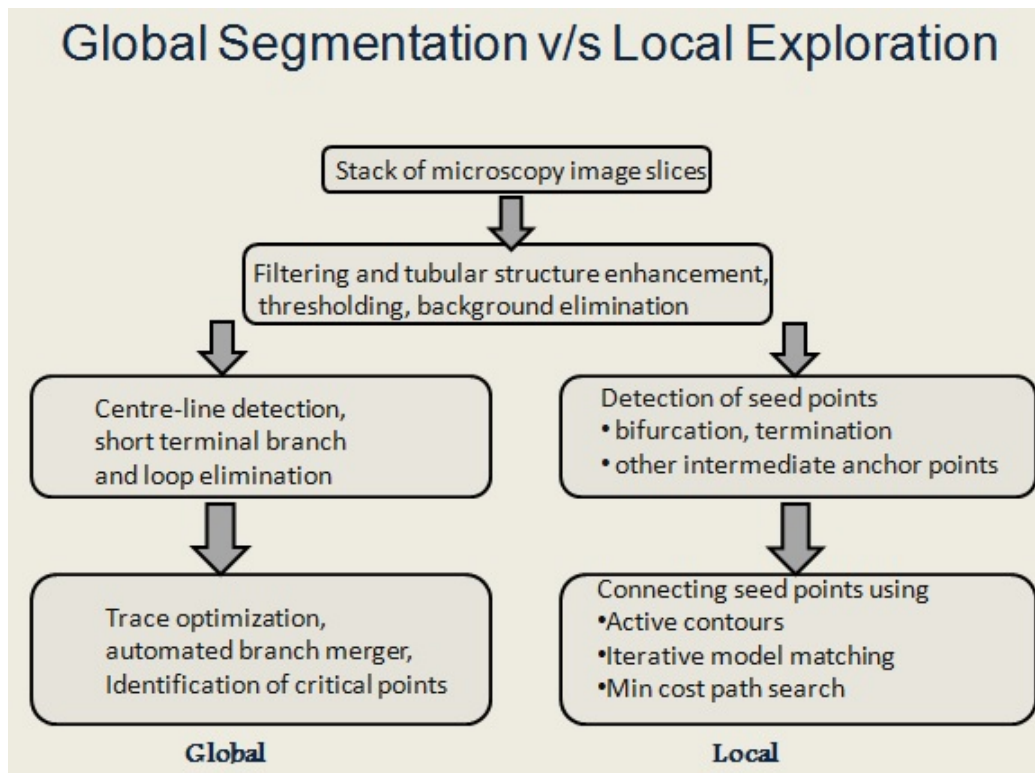 Global Segmentation v/s Local Exploration
Stack of microscopy image slices
Filtering and tubular structure enhancement,
thresholding, background elimination
Centre-line detection,
short terminal branch
and loop elimination
Detection of seed points
• bifurcation, termination
• other intermediate anchor points
Trace optimization,
automated branch merger,
Identification of critical points
Connecting seed points using
•Active contours
•Iterative model matching
•Min cost path search
Global
Local